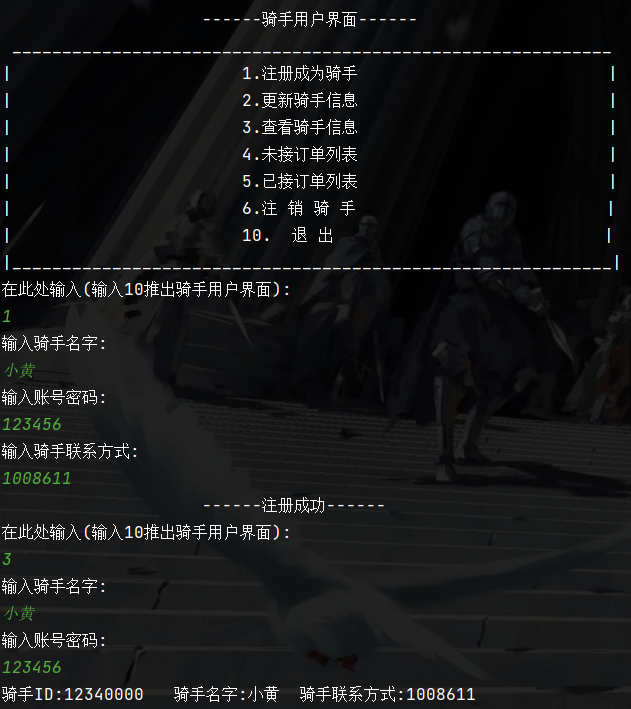 ------骑手用户界面------
____________________________________________________________
| 1.注册成为骑手 |
| 2.更新骑手信息 |
| 3.查看骑手信息 |
| 4.未接订单列表 |
| 5.已接订单列表 |
| 6.注 销 骑 手 |
| 10. 退 出 |
|____________________________________________________________|
在此处输入(输入10推出骑手用户界面):
1
输入骑手名字:
小黄
输入账号密码:
123456
输入骑手联系方式:
1008611
------注册成功------
在此处输入(输入10推出骑手用户界面):
3
输入骑手名字:
小黄
输入账号密码:
123456
骑手ID:12340000 骑手名字:小黄 骑手联系方式:1008611